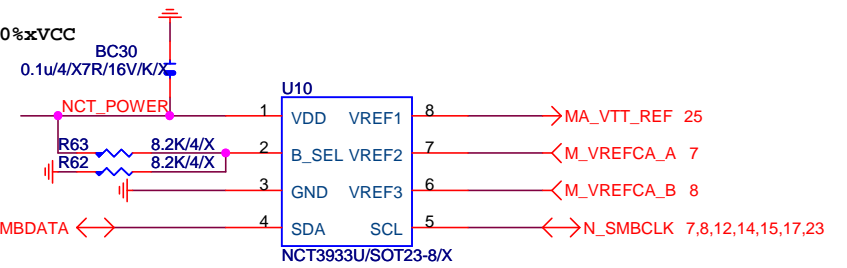 0%xVCC
BC30
0.1u/4/X7R/16V/K/X
U10
NCT_POWER 1 VDD VREF1 8 MA_VTT_REF 25
R63 8.2K/4/X 2 B_SEL VREF2 7 M_VREFCA_A 7
R62 8.2K/4/X
3 GND VREF3 6 M_VREFCA_B 8
MBDATA 4 SDA SCL 5 N_SMBCLK 7,8,12,14,15,17,23
NCT3933U/SOT23-8/X